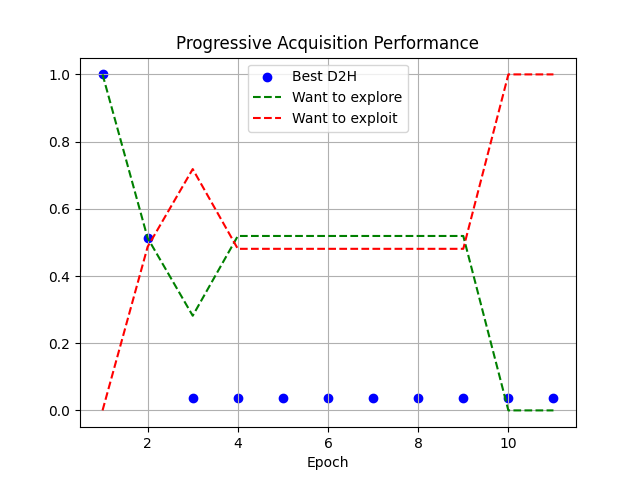 Progressive Acquisition Performance
Best D2H
Want to explore
Want to exploit
1.0
0.8
0.6
0.4
0.2
0.0
2 4 6 8 10
Epoch